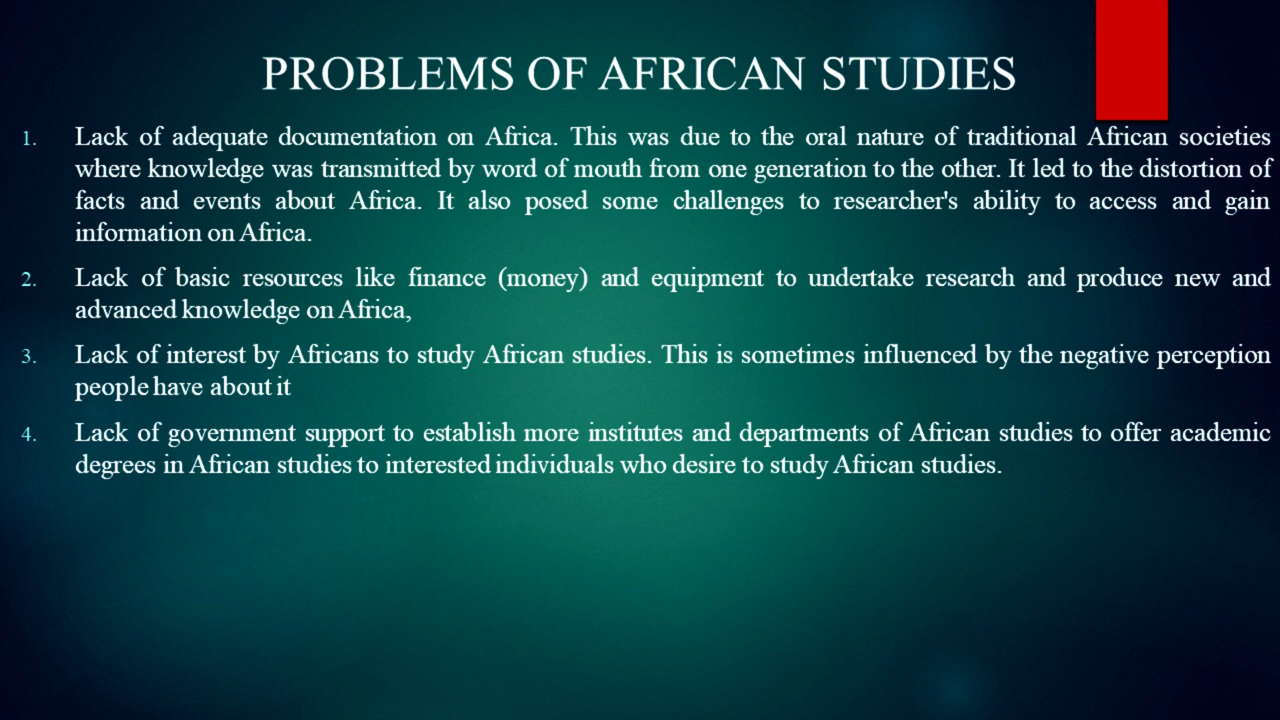 PROBLEMS OF AFRICAN STUDIES
1. Lack of adequate documentation on Africa. This was due to the oral nature of traditional African societies
where knowledge was transmitted by word of mouth from one generation to the other. It led to the distortion of
facts and events about Africa. It also posed some challenges to researcher's ability to access and gain
information on Africa.
2. Lack of basic resources like finance (money) and equipment to undertake research and produce new and
advanced knowledge on Africa,
3. Lack of interest by Africans to study African studies. This is sometimes influenced by the negative perception
people have about it
4. Lack of government support to establish more institutes and departments of African studies to offer academic
degrees in African studies to interested individuals who desire to study African studies.